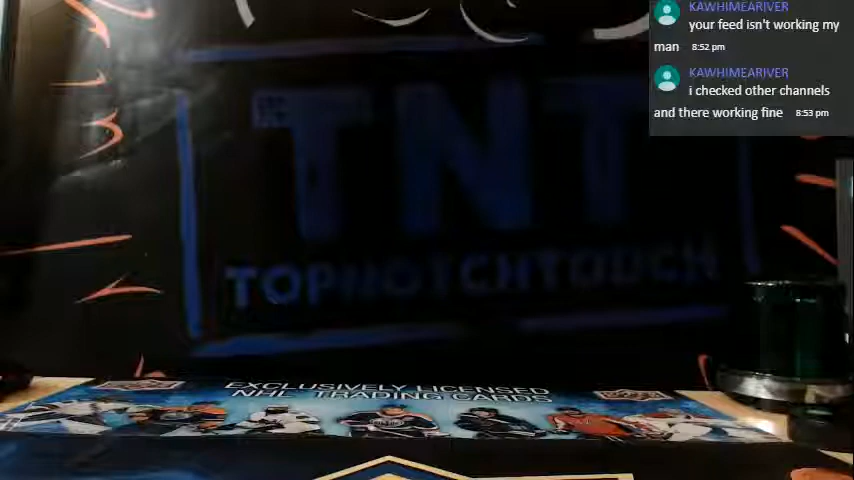 KAWHIMEARIVER
your feed isn't working my
man 8:52 pm
KAWHIMEARIVER
i checked other channels
and there working fine 8:53 pm
TNT
TOPNOTCHTOUCH
EXCLUSIVELY LICENSED
NHL TRADING CARDS